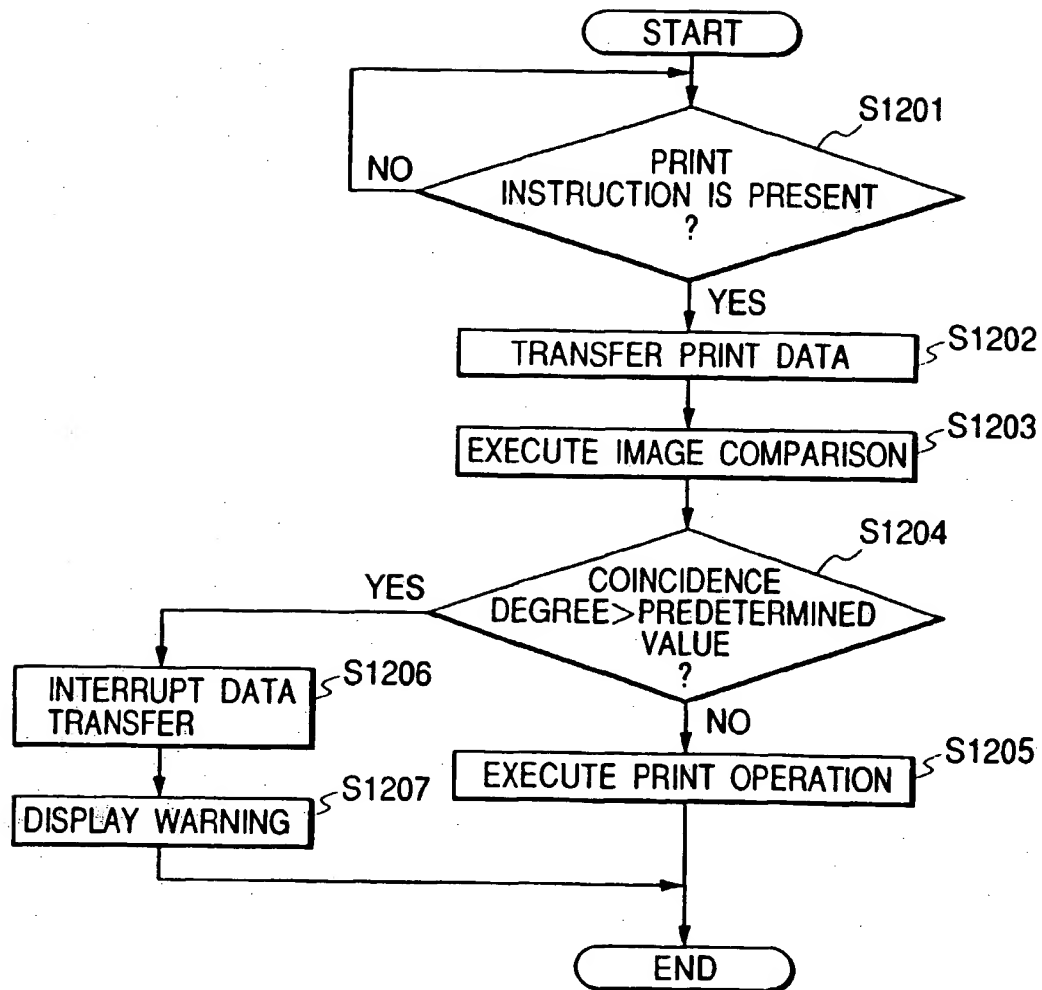 START
S1201
NO
PRINT
INSTRUCTION IS PRESENT
?
YES
TRANSFER PRINT DATA
S1202
EXECUTE IMAGE COMPARISON
S1203
S1204
YES
COINCIDENCE
DEGREE>PREDETERMINED
VALUE
?
S1206
INTERRUPT DATA
TRANSFER
NO
EXECUTE PRINT OPERATION
S1205
S1207
DISPLAY WARNING
END